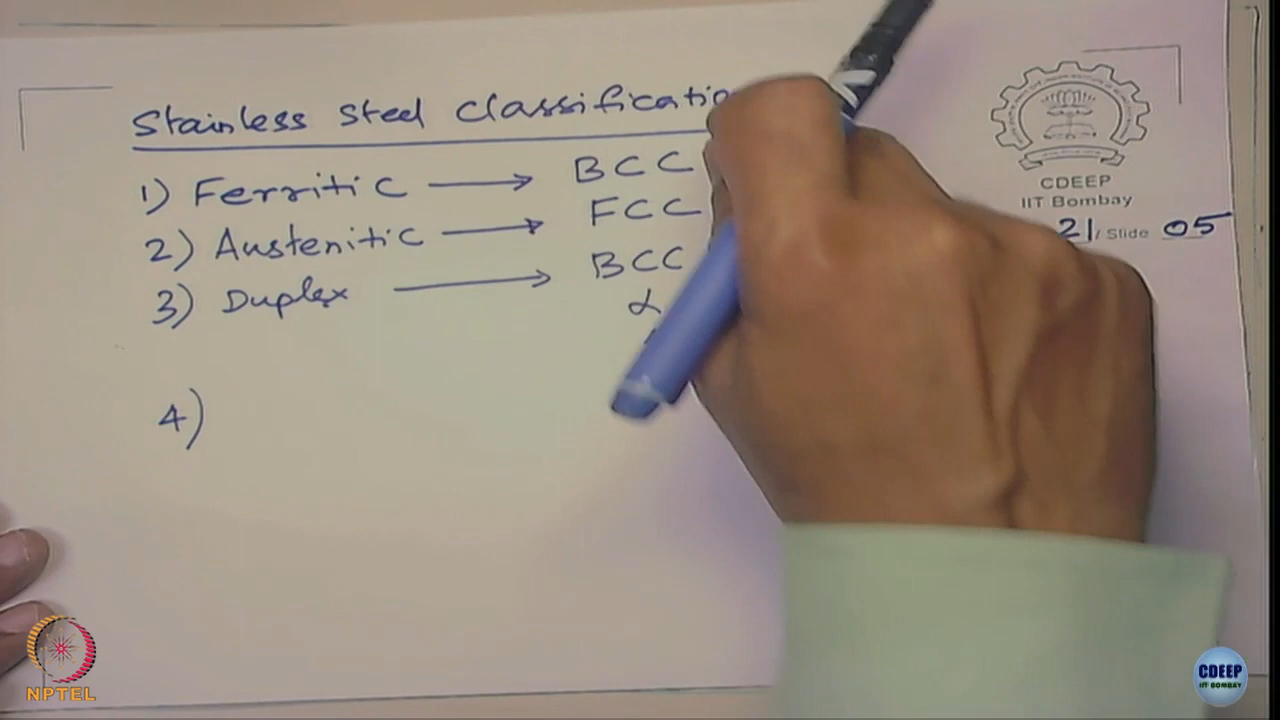 Stainless Steel Classificatio
1) Ferritic → BCC
2) Austenitic → FCC
3) Duplex → BCC
α
4)
CDEEP
IIT Bombay
21/ Slide 05
NPTEL
CDEEP
IIT BOMBAY